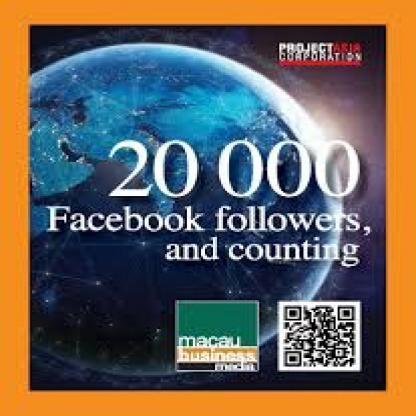 PROJECTASIA
CORPORATION
20 000
Facebook followers,
and counting
macau
business
media